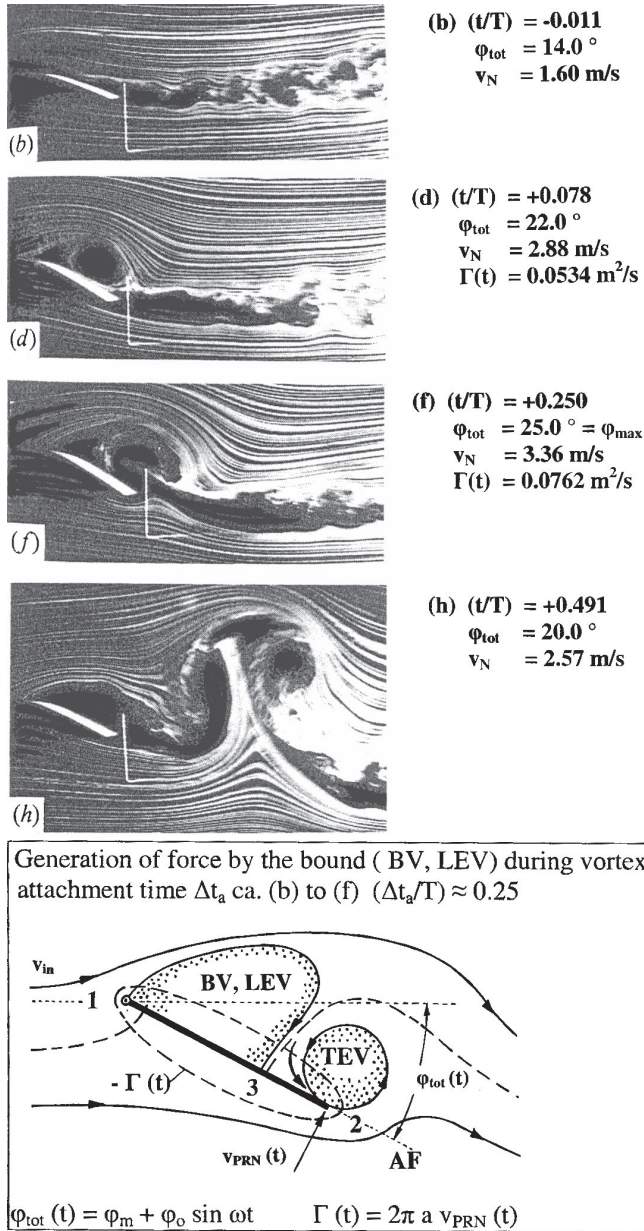 (b) (t/T) = -0.011
φtot = 14.0 °
vN = 1.60 m/s
(b)
(d) (t/T) = +0.078
φtot = 22.0 °
vN = 2.88 m/s
Γ(t) = 0.0534 m²/s
(d)
(f) (t/T) = +0.250
φtot = 25.0 ° = φmax
vN = 3.36 m/s
Γ(t) = 0.0762 m²/s
(f)
(h) (t/T) = +0.491
φtot = 20.0 °
vN = 2.57 m/s
(h)
Generation of force by the bound ( BV, LEV) during vortex
attachment time Δta ca. (b) to (f) (Δta/T) ≈ 0.25
vin
BV, LEV
1
TEV
φtot (t)
- Γ (t)
3
2
vPRN (t)
AF
φtot (t) = φm + φo sin ωt Γ (t) = 2π a vPRN (t)